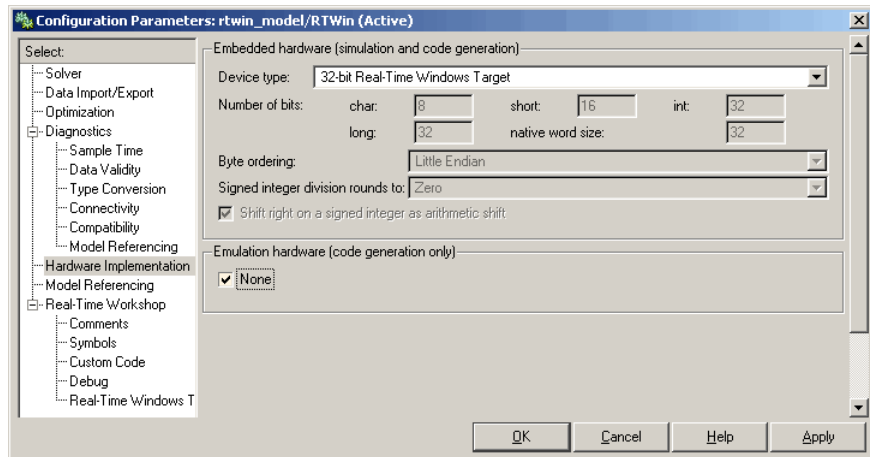 Configuration Parameters: rtwin_model/RTWin (Active)
Select:
Solver
Data Import/Export
Optimization
Diagnostics
Sample Time
Data Validity
Type Conversion
Connectivity
Compatibility
Model Referencing
Hardware Implementation
Model Referencing
Real-Time Workshop
Comments
Symbols
Custom Code
Debug
Real-Time Windows T
Embedded hardware (simulation and code generation)
Device type: 32-bit Real-Time Windows Target
Number of bits: char: 8 short: 16 int: 32
long: 32 native word size: 32
Byte ordering: Little Endian
Signed integer division rounds to: Zero
Shift right on a signed integer as arithmetic shift
Emulation hardware (code generation only)
None
OK Cancel Help Apply